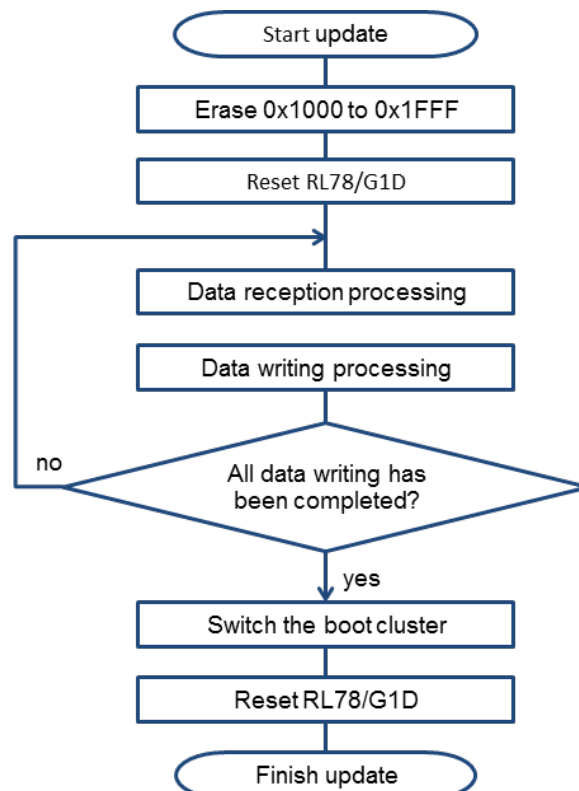 Start update
Erase 0x1000 to 0x1FFF
Reset RL78/G1D
Data reception processing
Data writing processing
no
All data writing has
been completed?
yes
Switch the boot cluster
Reset RL78/G1D
Finish update